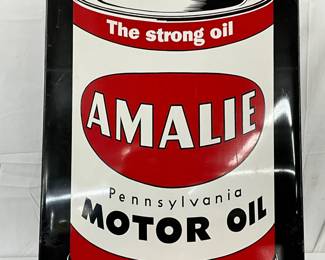 The strong oil
AMALIE
Pennsylvania
MOTOR OIL